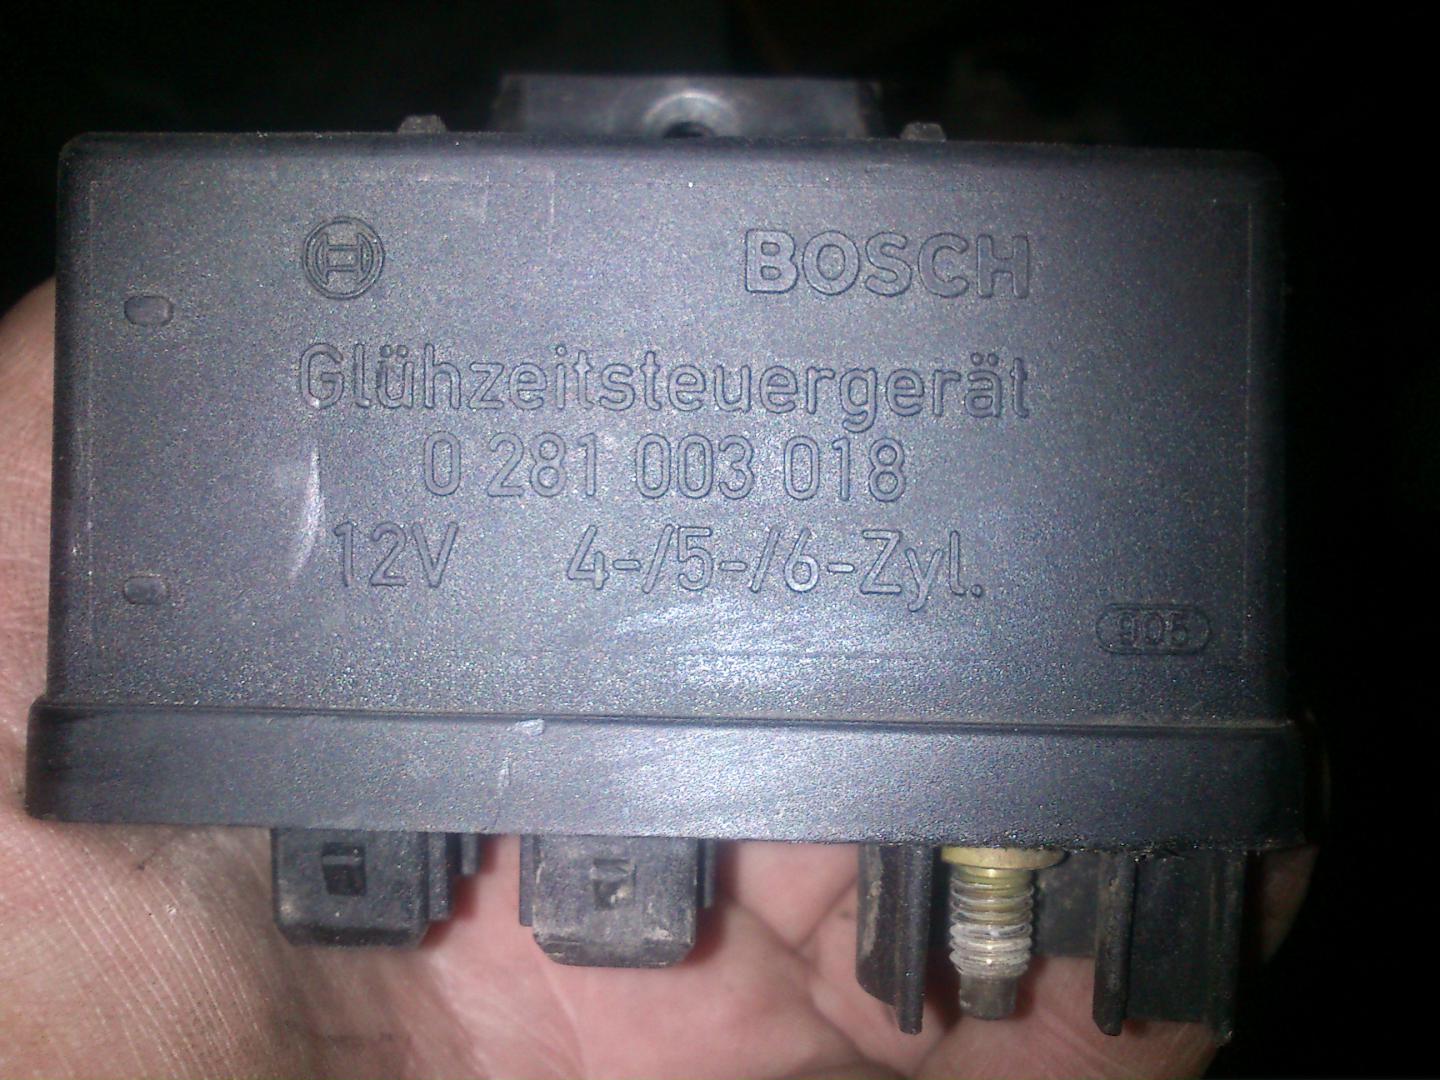 BOSCH
Glühzeitsteuergerät
0 281 003 018
12V 4-/5-/6-Zyl.
905